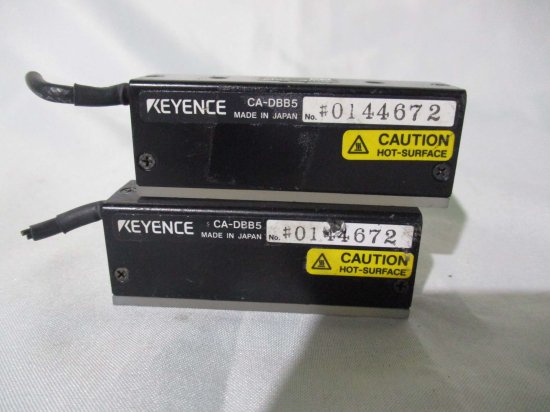 KEYENCE CA-DBB5
MADE IN JAPAN No. #0144672
CAUTION
HOT-SURFACE
KEYENCE CA-DBB5
MADE IN JAPAN No. #0144672
CAUTION
HOT-SURFACE